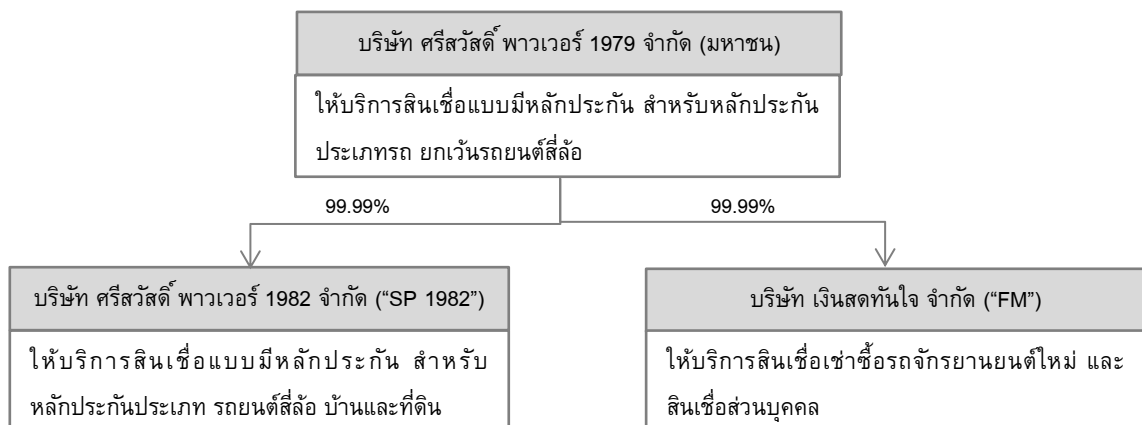 บริษัท ศรีสวัสดิ์ พาวเวอร์ 1979 จำกัด (มหาชน)
ให้บริการสินเชื่อแบบมีหลักประกัน สำหรับหลักประกัน
ประเภทรถ ยกเว้นรถยนต์สี่ล้อ
99.99%
99.99%
บริษัท ศรีสวัสดิ์ พาวเวอร์ 1982 จำกัด (“SP 1982”)
ให้บริการสินเชื่อแบบมีหลักประกัน สำหรับ
หลักประกันประเภท รถยนต์สี่ล้อ บ้านและที่ดิน
บริษัท เงินสดทันใจ จำกัด (“FM”)
ให้บริการสินเชื่อเช่าซื้อรถจักรยานยนต์ใหม่ และ
สินเชื่อส่วนบุคคล